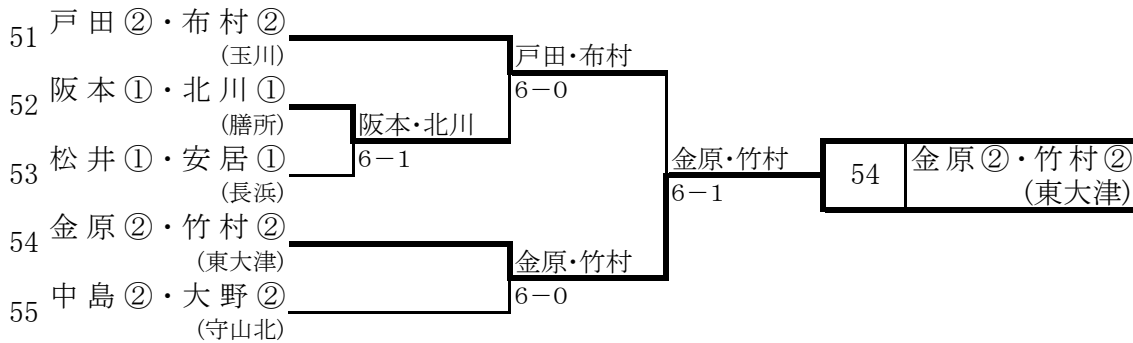 51 戸田②・布村②
(玉川)
52 阪本①・北川①
(膳所)
53 松井①・安居①
(長浜)
54 金原②・竹村②
(東大津)
55 中島②・大野②
(守山北)
阪本・北川
6-1
戸田・布村
6-0
金原・竹村
6-0
金原・竹村
6-1
54 金原②・竹村②
(東大津)